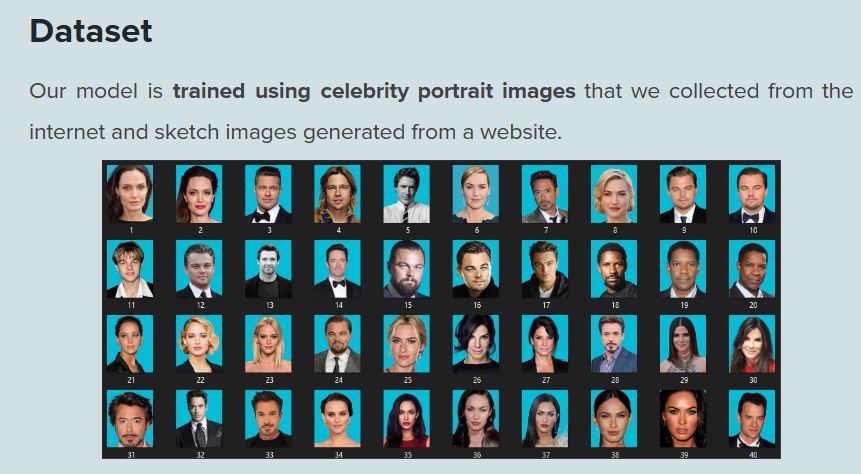 Dataset
Our model is trained using celebrity portrait images that we collected from the
internet and sketch images generated from a website.
1 2 3 4 5 6 7 8 9 10
11 12 13 14 15 16 17 18 19 20
21 22 23 24 25 26 27 28 29 30
31 32 33 34 35 36 37 38 39 40